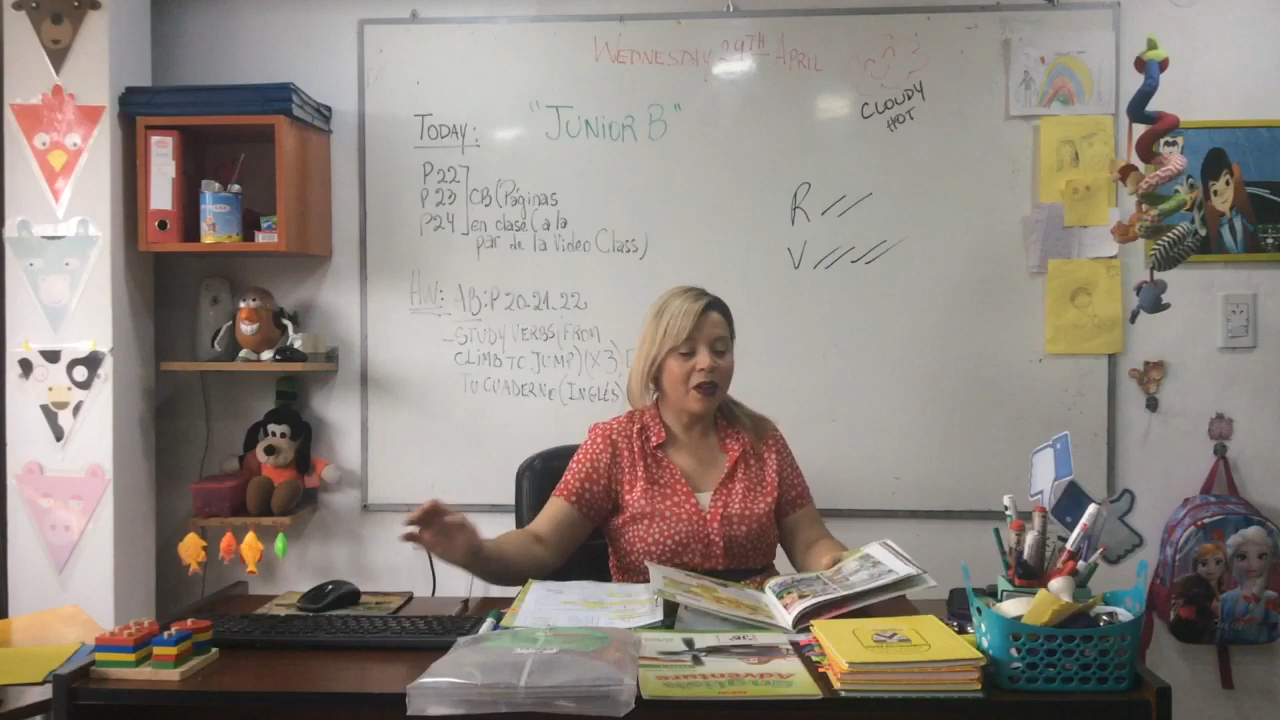 WEDNESDAY 29TH APRIL
CLOUDY
HOT
"JUNIOR B"
TODAY:
P22
P23
P24
CB (Páginas
en clase (a la
par de la Video Class)
R //
V ////
HW: AB: P 20-21-22
- STUDY VERBS (FROM
CLIMB TO JUMP) (X3)
TU CUADERNO (INGLÉS)
English
Adventure